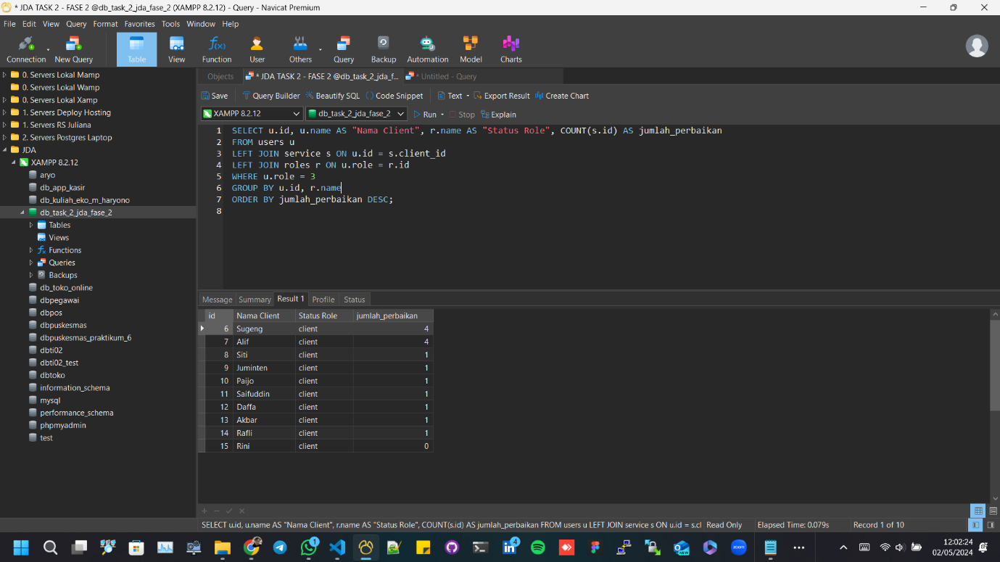 * JDA TASK 2 - FASE 2 @db_task_2_jda_fase_2 (XAMPP 8.2.12) - Query - Navicat Premium
File Edit View Query Format Favorites Tools Window Help
Connection New Query Table View Function User Others Query Backup Automation Model Charts
0. Servers Lokal Mamp
0. Servers Lokal Wamp
0. Servers Lokal Xamp
1. Servers Deploy Hosting
1. Servers RS Juliana
2. Servers Postgres Laptop
JDA
XAMPP 8.2.12
aryo
db_app_kasir
db_kuliah_eko_m_haryono
db_task_2_jda_fase_2
Tables
Views
Functions
Queries
Backups
db_toko_online
dbpegawai
dbpos
dbpuskesmas
dbpuskesmas_praktikum_6
dbti02
dbti02_test
dbtoko
information_schema
mysql
performance_schema
phpmyadmin
test
Objects * JDA TASK 2 - FASE 2 @db_task_2_jda_f... * Untitled - Query
Save Query Builder Beautify SQL () Code Snippet Text Export Result Create Chart
XAMPP 8.2.12 db_task_2_jda_fase_2 Run Stop Explain
1 SELECT u.id, u.name AS "Nama Client", r.name AS "Status Role", COUNT(s.id) AS jumlah_perbaikan
2 FROM users u
3 LEFT JOIN service s ON u.id = s.client_id
4 LEFT JOIN roles r ON u.role = r.id
5 WHERE u.role = 3
6 GROUP BY u.id, r.name
7 ORDER BY jumlah_perbaikan DESC;
8
Message Summary Result 1 Profile Status
id Nama Client Status Role jumlah_perbaikan
6 Sugeng client 4
7 Alif client 4
8 Siti client 1
9 Juminten client 1
10 Paijo client 1
11 Saifuddin client 1
12 Daffa client 1
13 Akbar client 1
14 Rafli client 1
15 Rini client 0
SELECT u.id, u.name AS "Nama Client", r.name AS "Status Role", COUNT(s.id) AS jumlah_perbaikan FROM users u LEFT JOIN service s ON u.id = s.cl Read Only Elapsed Time: 0.079s Record 1 of 10
1 4 NEW zoom
12:02:24
02/05/2024